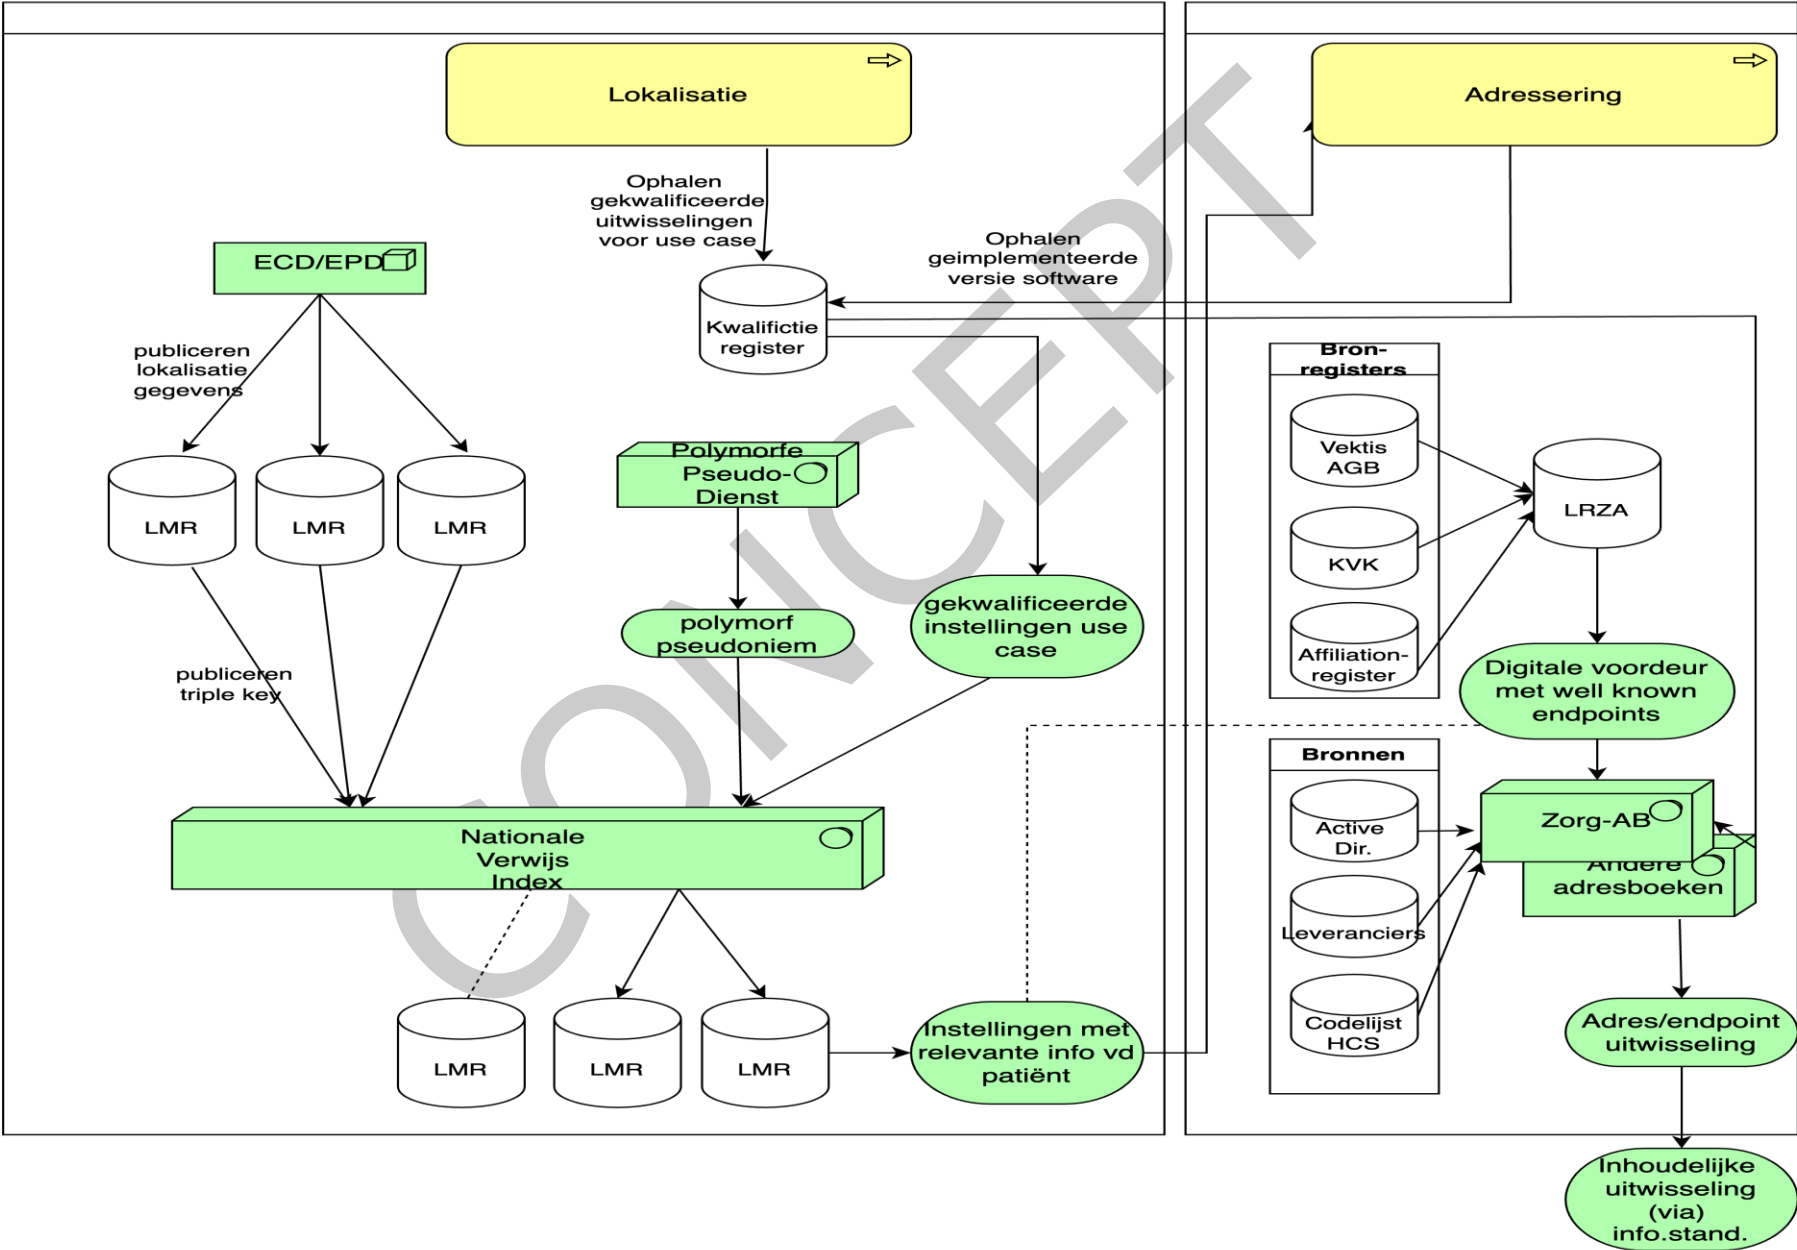 Lokalisatie
Adressering
Ophalen
gekwalificeerde
uitwisselingen
voor use case
Ophalen
geimplementeerde
versie software
ECD/EPD
Kwalifictie
register
publiceren
lokalisatie
gegevens
LMR
LMR
LMR
Polymorfe
Pseudo-
Dienst
polymorf
pseudoniem
gekwalificeerde
instellingen use
case
publiceren
triple key
Nationale
Verwijs
Index
LMR
LMR
LMR
Instellingen met
relevante info vd
patiënt
Bron-
registers
Vektis
AGB
KVK
Affiliation-
register
LRZA
Digitale voordeur
met well known
endpoints
Bronnen
Active
Dir.
Leveranciers
Codelijst
HCS
Zorg-AB
Andere
adresboeken
Adres/endpoint
uitwisseling
Inhoudelijke
uitwisseling
(via)
info.stand.
CONCEPT